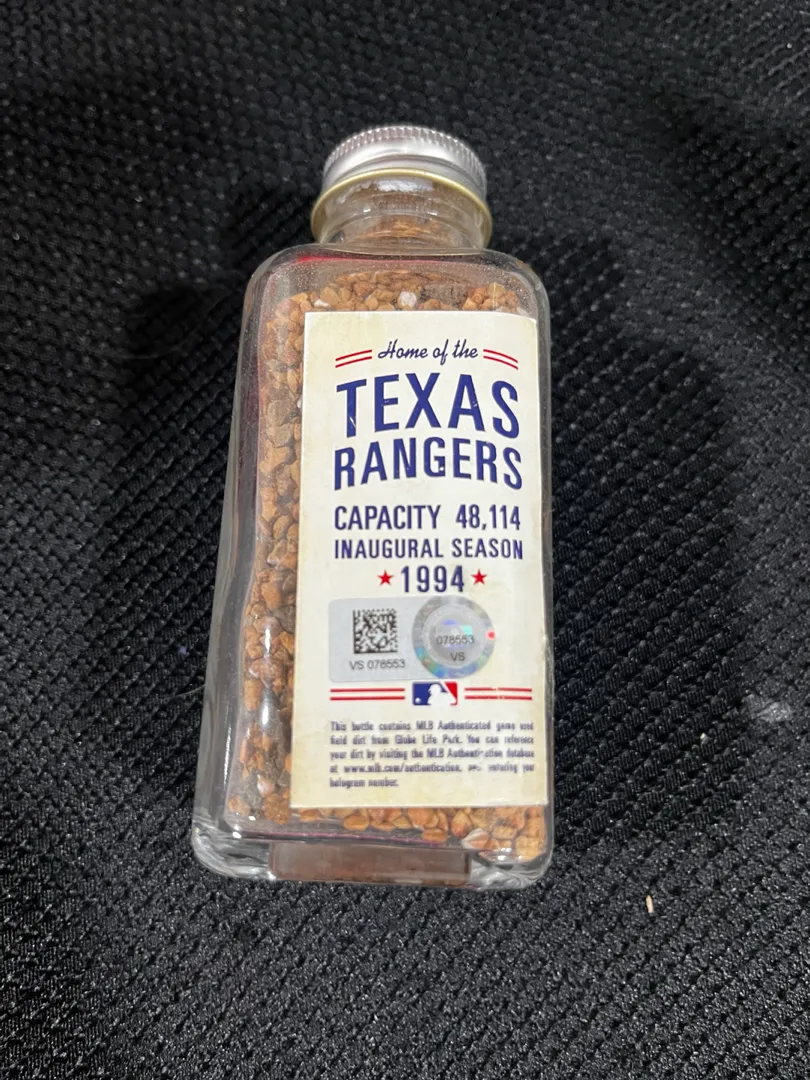 Home of the
TEXAS
RANGERS
CAPACITY 48,114
INAUGURAL SEASON
★ 1994 ★
VS 078553
078553
VS
This bottle contains MLB Authenticated game used
field dirt from Globe Life Park. You can reference
your dirt by visiting the MLB Authentication database
at www.mlb.com/authentication, and entering your
hologram number.